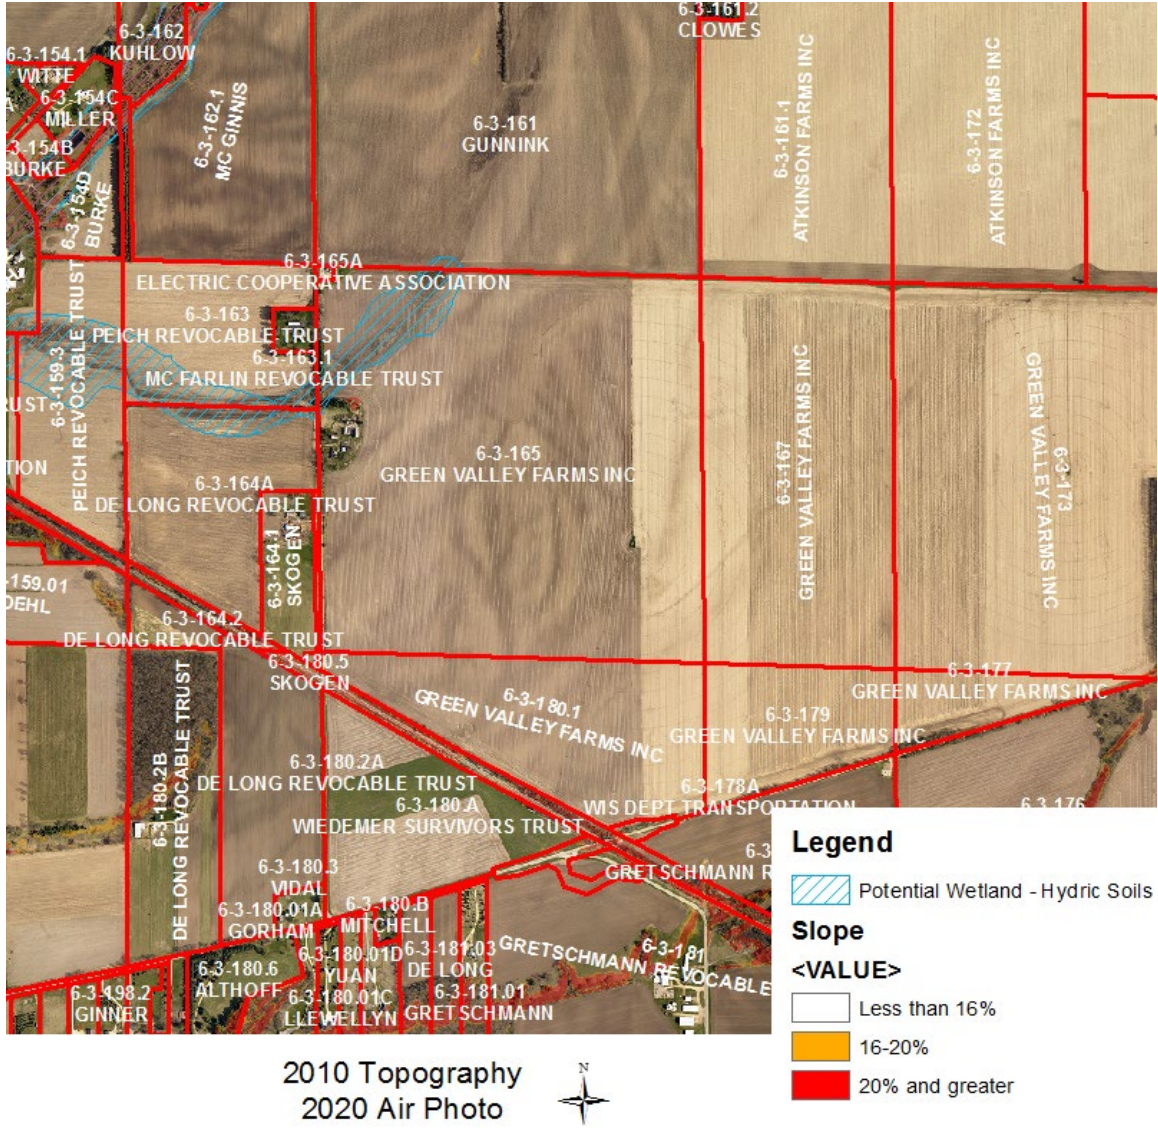 6-3-161.2
CLOWES
6-3-162
KUHLOW
6-3-154.1
WITTE
6-3-154C
MILLER
A
6-3-162.1
MC GINNIS
6-3-161
GUNNINK
6-3-161.1
ATKINSON FARMS INC
6-3-172
ATKINSON FARMS INC
-3-154B
BURKE
6-3-154D
BURKE
6-3-165A
ELECTRIC COOPERATIVE ASSOCIATION
6-3-163
PEICH REVOCABLE TRUST
6-3-163.1
MC FARLIN REVOCABLE TRUST
6-3-159.3
PEICH REVOCABLE TRUST
RUST
TION
6-3-165
GREEN VALLEY FARMS INC
6-3-167
GREEN VALLEY FARMS INC
6-3-173
GREEN VALLEY FARMS INC
6-3-164A
DE LONG REVOCABLE TRUST
6-3-164.1
SKOGEN
-159.01
DEHL
6-3-164.2
DE LONG REVOCABLE TRUST
6-3-180.5
SKOGEN
6-3-180.1
GREEN VALLEY FARMS INC
6-3-177
GREEN VALLEY FARMS INC
6-3-179
GREEN VALLEY FARMS INC
6-3-180.2B
DE LONG REVOCABLE TRUST
6-3-180.2A
DE LONG REVOCABLE TRUST
6-3-180.A
WIEDEMER SURVIVORS TRUST
6-3-178A
WIS DEPT TRANSPORTATION
6-3-176
6-3
GRETSCHMANN R
6-3-180.3
VIDAL
6-3-180.01A
GORHAM
6-3-180.B
MITCHELL
6-3-180.01D
YUAN
6-3-181.03
DE LONG
6-3-181
GRETSCHMANN REVOCABLE
6-3-180.6
ALTHOFF
6-3-180.01C
LLEWELLYN
6-3-181.01
GRETSCHMANN
6-3-198.2
GINNER
Legend
Potential Wetland - Hydric Soils
Slope
<VALUE>
Less than 16%
16-20%
20% and greater
2010 Topography
2020 Air Photo
N